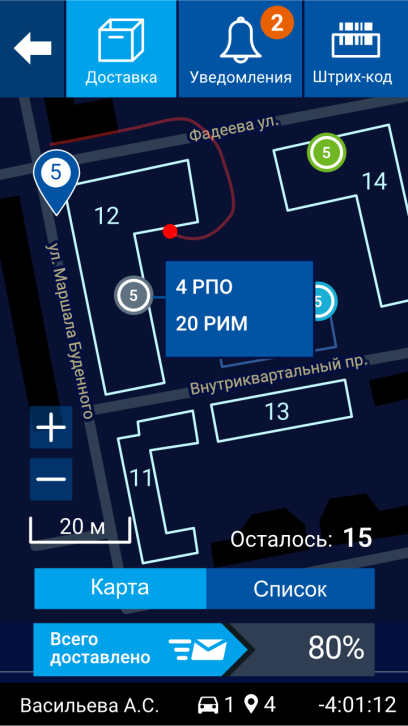 2
Доставка
Уведомления
Штрих-код
Фадеева ул.
5
5
14
12
4 РПО
5
5
20 РИМ
ул. Маршала Буденного
Внутриквартальный пр.
13
11
20 м
Осталось: 15
Карта
Список
Всего
доставлено
80%
Васильева А.С.
1
4
-4:01:12